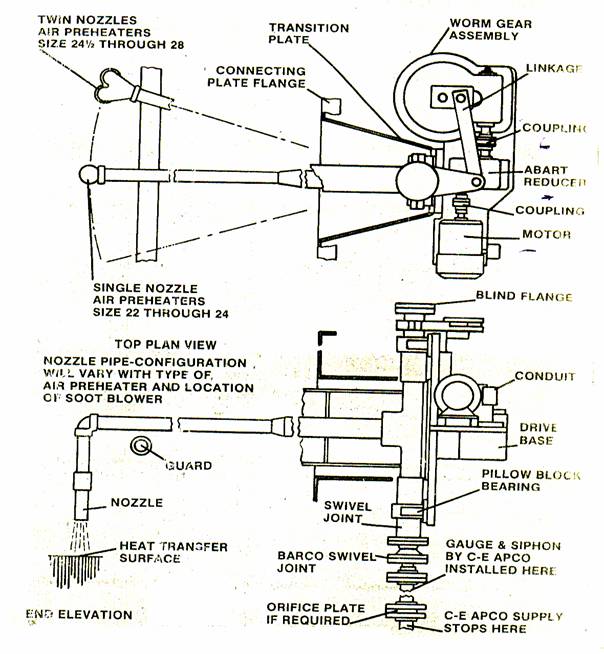 TWIN NOZZLES
AIR PREHEATERS
SIZE 24½ THROUGH 28
TRANSITION
PLATE
WORM GEAR
ASSEMBLY
CONNECTING
PLATE FLANGE
LINKAGE
COUPLING
ABART
REDUCER
COUPLING
MOTOR
SINGLE NOZZLE
AIR PREHEATERS
SIZE 22 THROUGH 24
BLIND FLANGE
TOP PLAN VIEW
NOZZLE PIPE-CONFIGURATION
WILL VARY WITH TYPE OF
AIR PREHEATER AND LOCATION
OF SOOT BLOWER
CONDUIT
DRIVE
BASE
GUARD
PILLOW BLOCK
BEARING
NOZZLE
SWIVEL
JOINT
HEAT TRANSFER
SURFACE
BARCO SWIVEL
JOINT
GAUGE & SIPHON
BY C-E APCO
INSTALLED HERE
END ELEVATION
ORIFICE PLATE
IF REQUIRED
C-E APCO SUPPLY
STOPS HERE